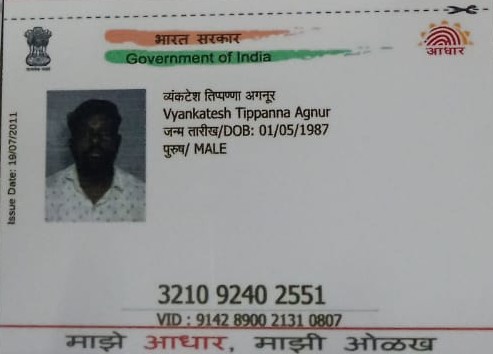 भारत सरकार
Government of India
आधार
व्यंकटेश तिप्पण्णा अगनूर
Vyankatesh Tippanna Agnur
जन्म तारीख/DOB: 01/05/1987
पुरुष/ MALE
Issue Date: 19/07/2011
3210 9240 2551
VID : 9142 8900 2131 0807
माझे आधार, माझी ओळख